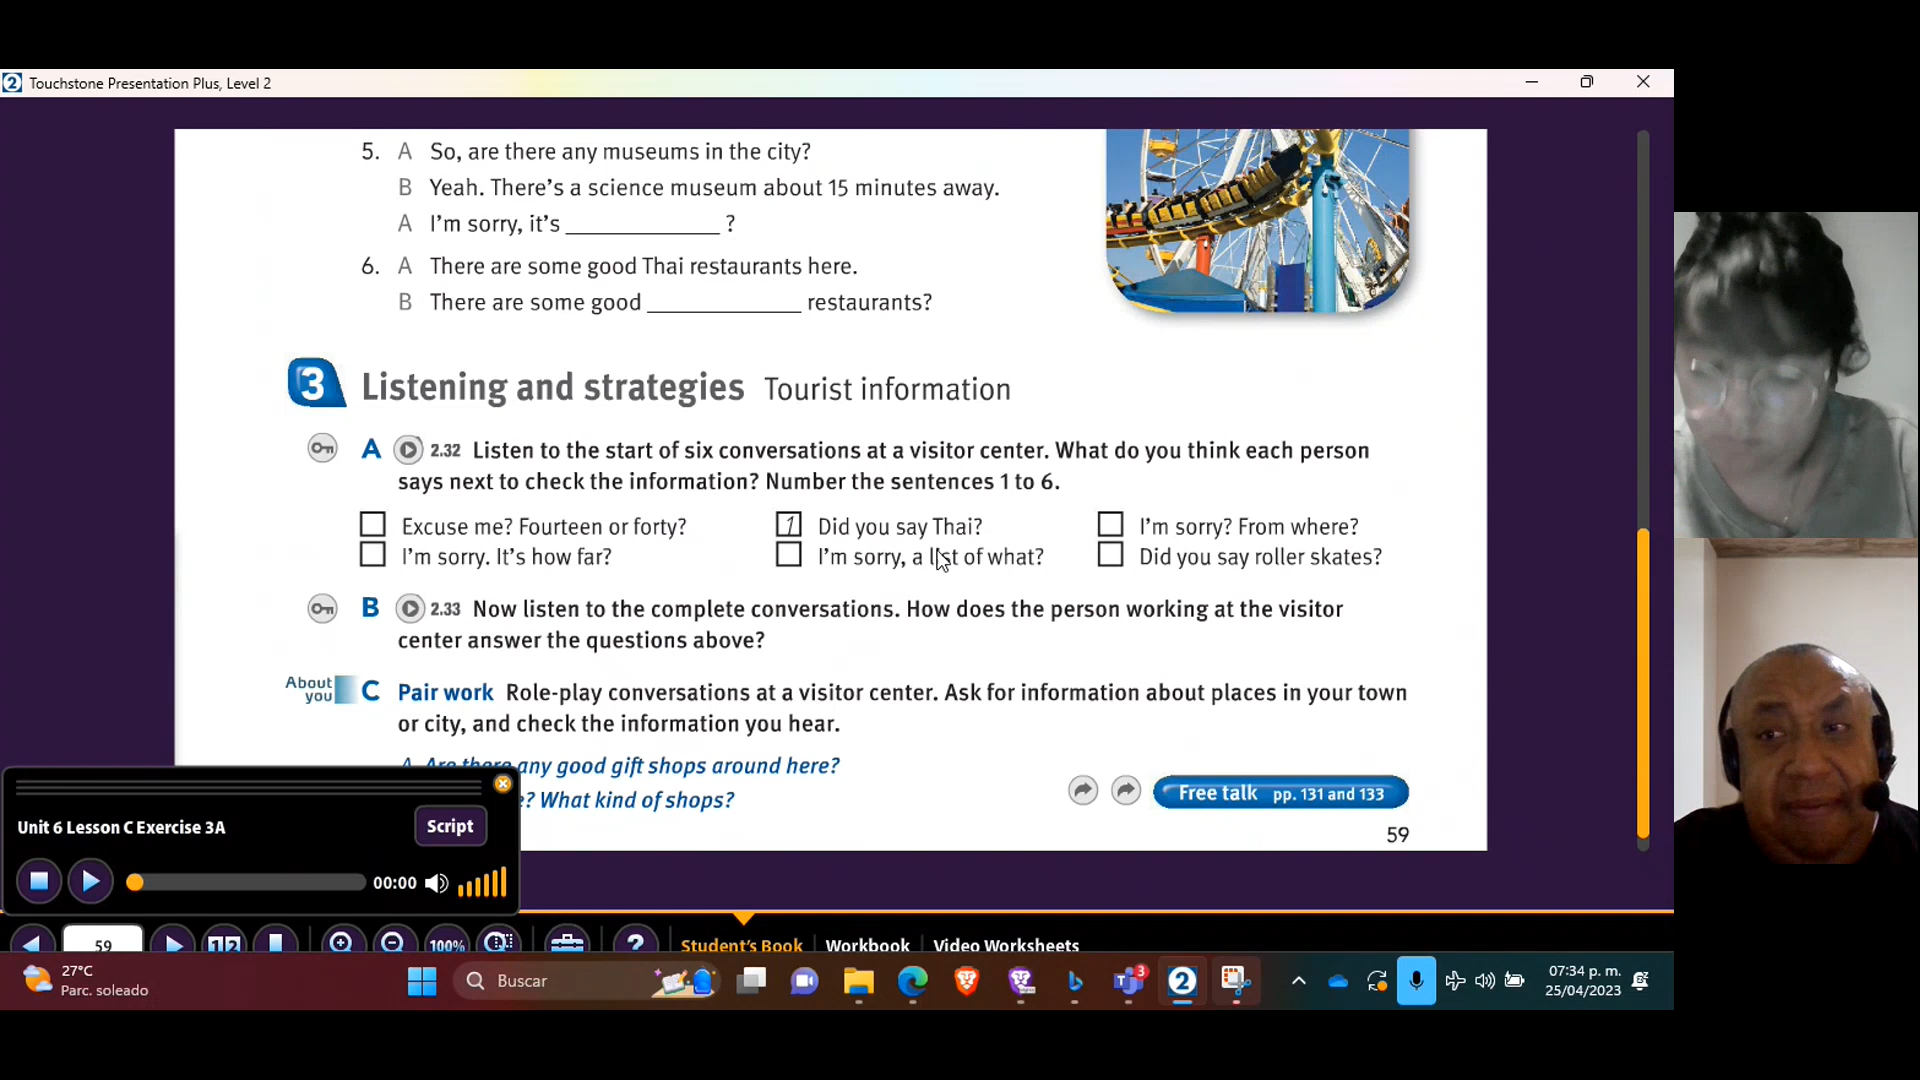 Touchstone Presentation Plus, Level 2
5. A So, are there any museums in the city?
B Yeah. There's a science museum about 15 minutes away.
A I'm sorry, it's ____________ ?
6. A There are some good Thai restaurants here.
B There are some good ____________ restaurants?
3 Listening and strategies Tourist information
A 2.32 Listen to the start of six conversations at a visitor center. What do you think each person
says next to check the information? Number the sentences 1 to 6.
Excuse me? Fourteen or forty? 1 Did you say Thai? I'm sorry? From where?
I'm sorry. It's how far? I'm sorry, a list of what? Did you say roller skates?
B 2.33 Now listen to the complete conversations. How does the person working at the visitor
center answer the questions above?
About you C Pair work Role-play conversations at a visitor center. Ask for information about places in your town
or city, and check the information you hear.
A Are there any good gift shops around here?
e? What kind of shops?
Free talk pp. 131 and 133
59
Unit 6 Lesson C Exercise 3A Script
00:00
59 12 100% ? Student's Book Workbook Video Worksheets
27°C
Parc. soleado
Buscar
3
2
07:34 p. m.
25/04/2023